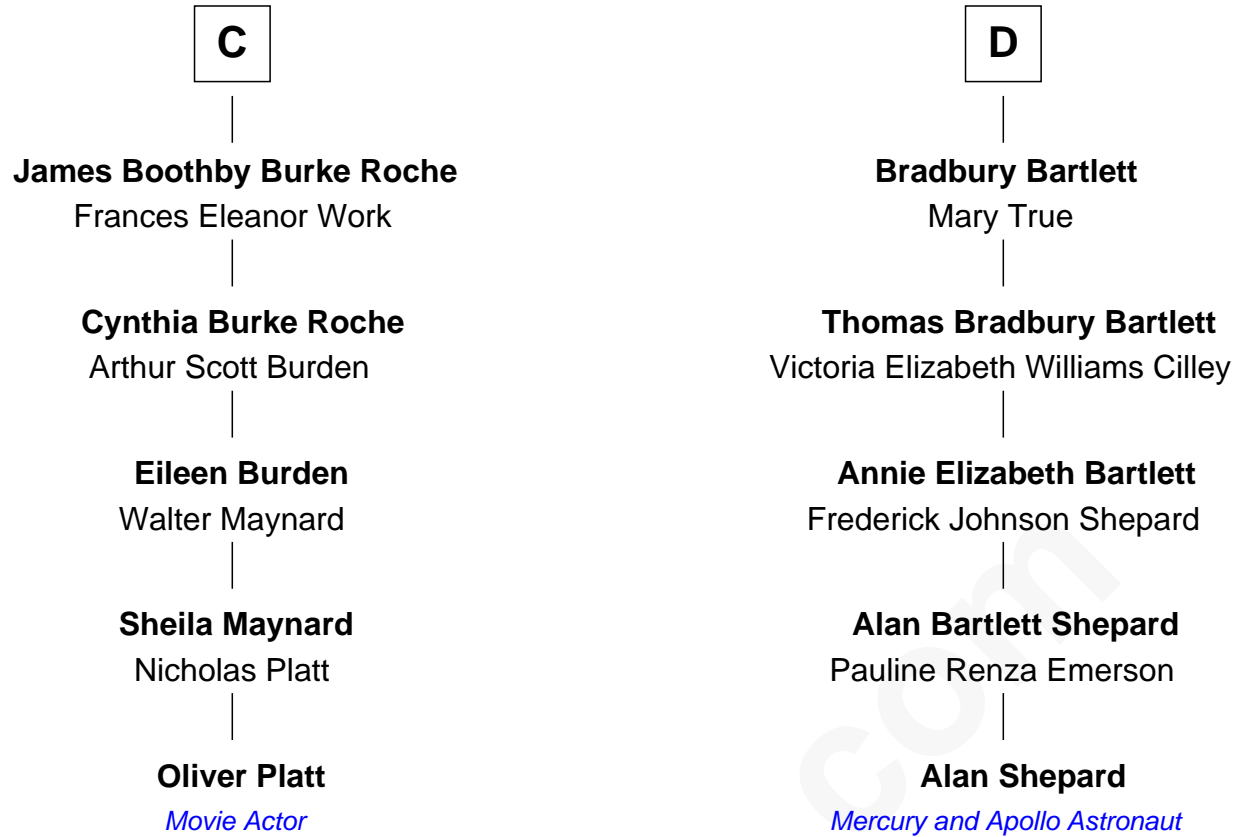 C
James Boothby Burke Roche
Frances Eleanor Work
Cynthia Burke Roche
Arthur Scott Burden
Eileen Burden
Walter Maynard
Sheila Maynard
Nicholas Platt
Oliver Platt
Movie Actor
D
Bradbury Bartlett
Mary True
Thomas Bradbury Bartlett
Victoria Elizabeth Williams Cilley
Annie Elizabeth Bartlett
Frederick Johnson Shepard
Alan Bartlett Shepard
Pauline Renza Emerson
Alan Shepard
Mercury and Apollo Astronaut
com